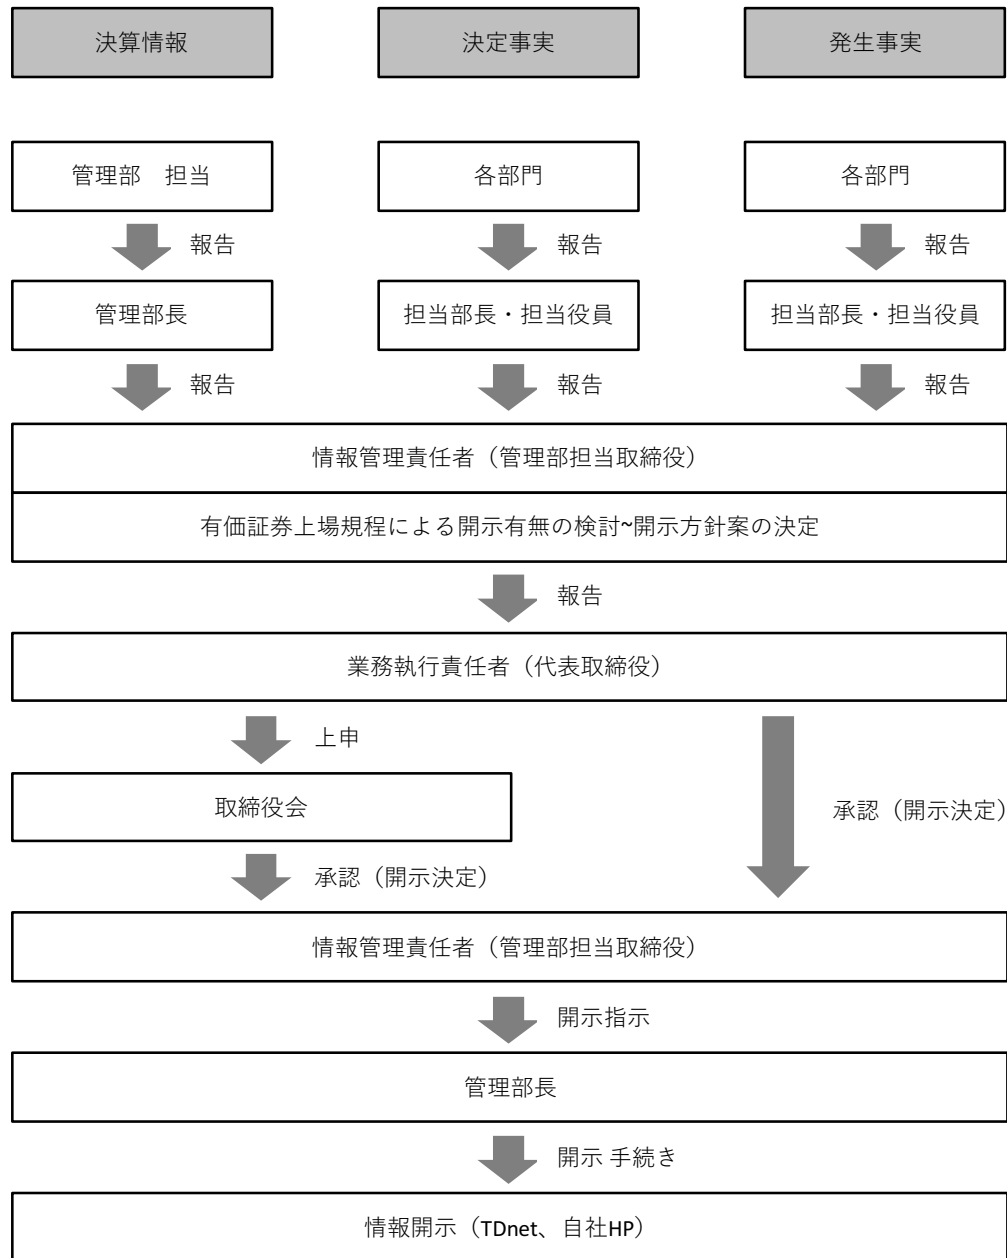 決算情報
決定事実
発生事実
管理部　担当
各部門
各部門
報告
報告
報告
管理部長
担当部長・担当役員
担当部長・担当役員
報告
報告
報告
情報管理責任者（管理部担当取締役）
有価証券上場規程による開示有無の検討~開示方針案の決定
報告
業務執行責任者（代表取締役）
上申
取締役会
承認（開示決定）
承認（開示決定）
情報管理責任者（管理部担当取締役）
開示指示
管理部長
開示 手続き
情報開示（TDnet、自社HP）